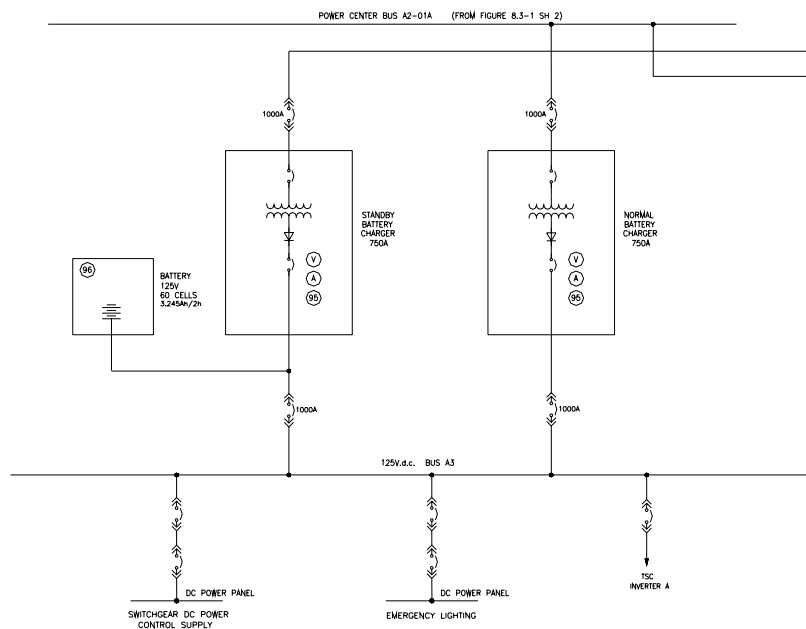 POWER CENTER BUS A2-01A (FROM FIGURE 8.3-1 SH 2)
1000A
1000A
STANDBY
BATTERY
CHARGER
750A
NORMAL
BATTERY
CHARGER
750A
V
A
95
V
A
95
96
BATTERY
125V
60 CELLS
3.245Ah/2h
1000A
1000A
125V.d.c. BUS A3
DC POWER PANEL
SWITCHGEAR DC POWER
CONTROL SUPPLY
DC POWER PANEL
EMERGENCY LIGHTING
TSC
INVERTER A